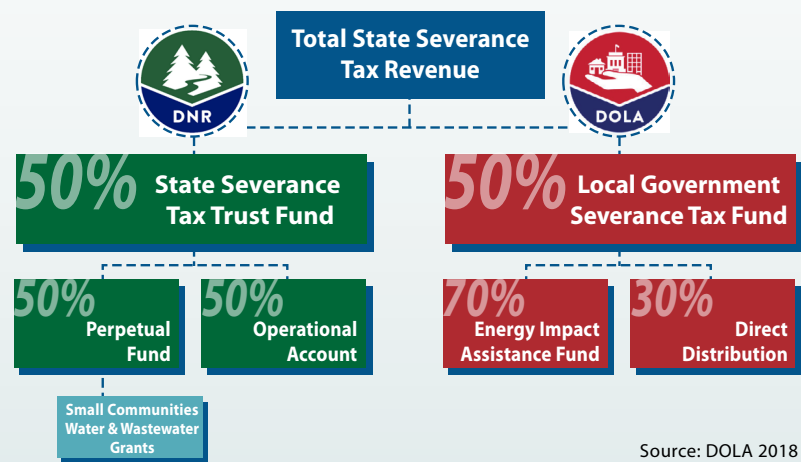 Total State Severance
Tax Revenue
DNR
DOLA
50%
State Severance
Tax Trust Fund
50%
Local Government
Severance Tax Fund
50%
Perpetual
Fund
50%
Operational
Account
70%
Energy Impact
Assistance Fund
30%
Direct
Distribution
Small Communities
Water & Wastewater
Grants
Source: DOLA 2018